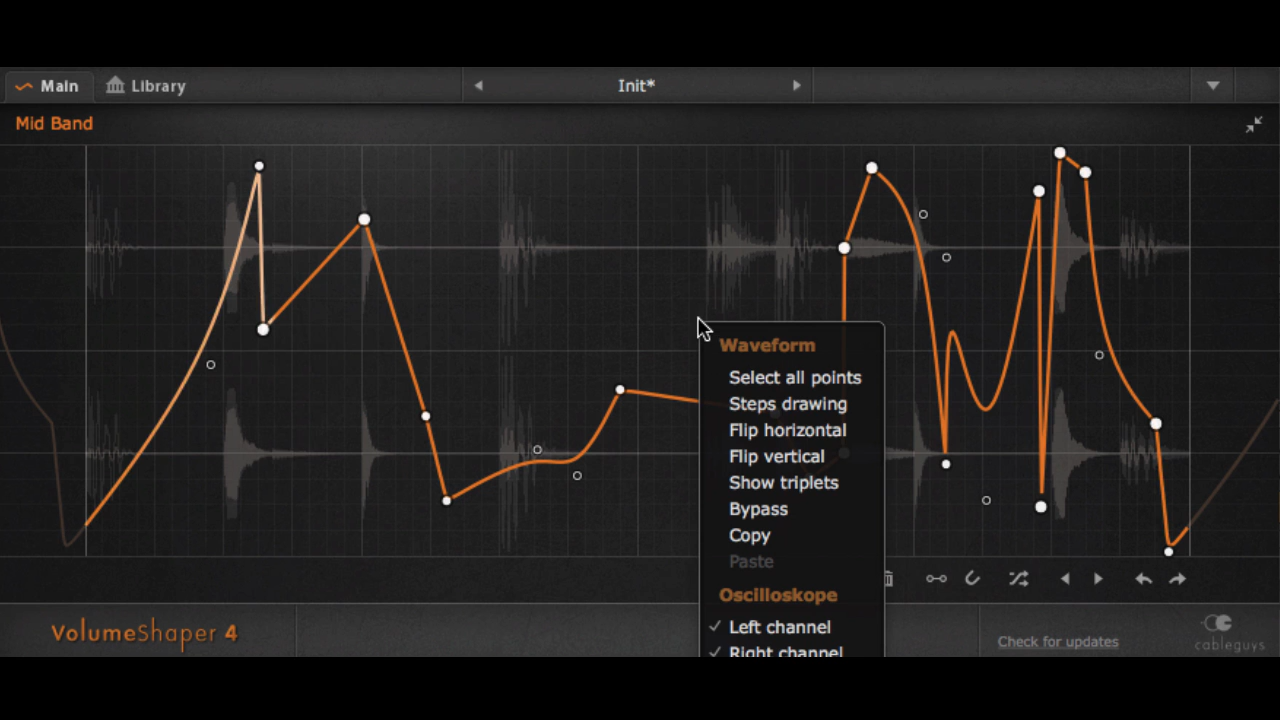 Main
Library
Init*
Mid Band
Waveform
Select all points
Steps drawing
Flip horizontal
Flip vertical
Show triplets
Bypass
Copy
Paste
Oscilloskope
Left channel
Right channel
VolumeShaper 4
Check for updates
cableguys